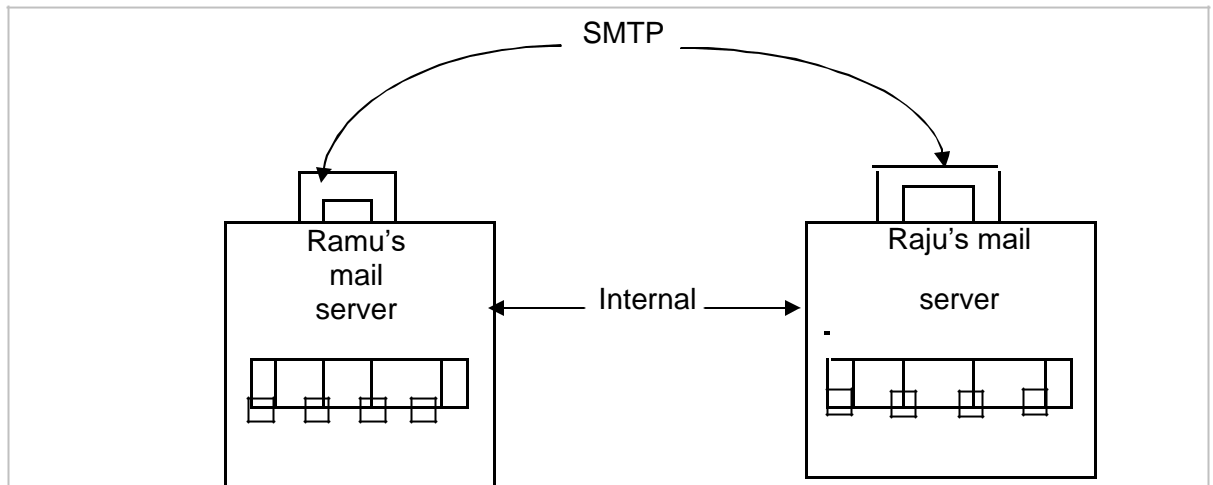 SMTP
Ramu's
mail
server
Raju's mail
server
Internal